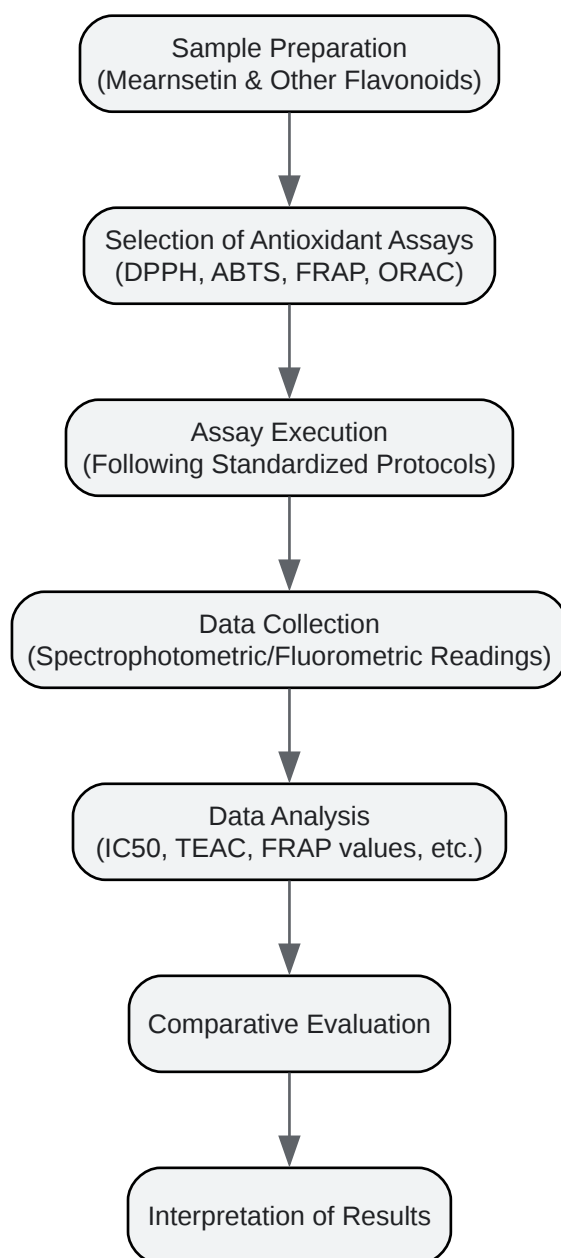 Sample Preparation
(Mearnsetin & Other Flavonoids)
Selection of Antioxidant Assays
(DPPH, ABTS, FRAP, ORAC)
Assay Execution
(Following Standardized Protocols)
Data Collection
(Spectrophotometric/Fluorometric Readings)
Data Analysis
(IC50, TEAC, FRAP values, etc.)
Comparative Evaluation
Interpretation of Results